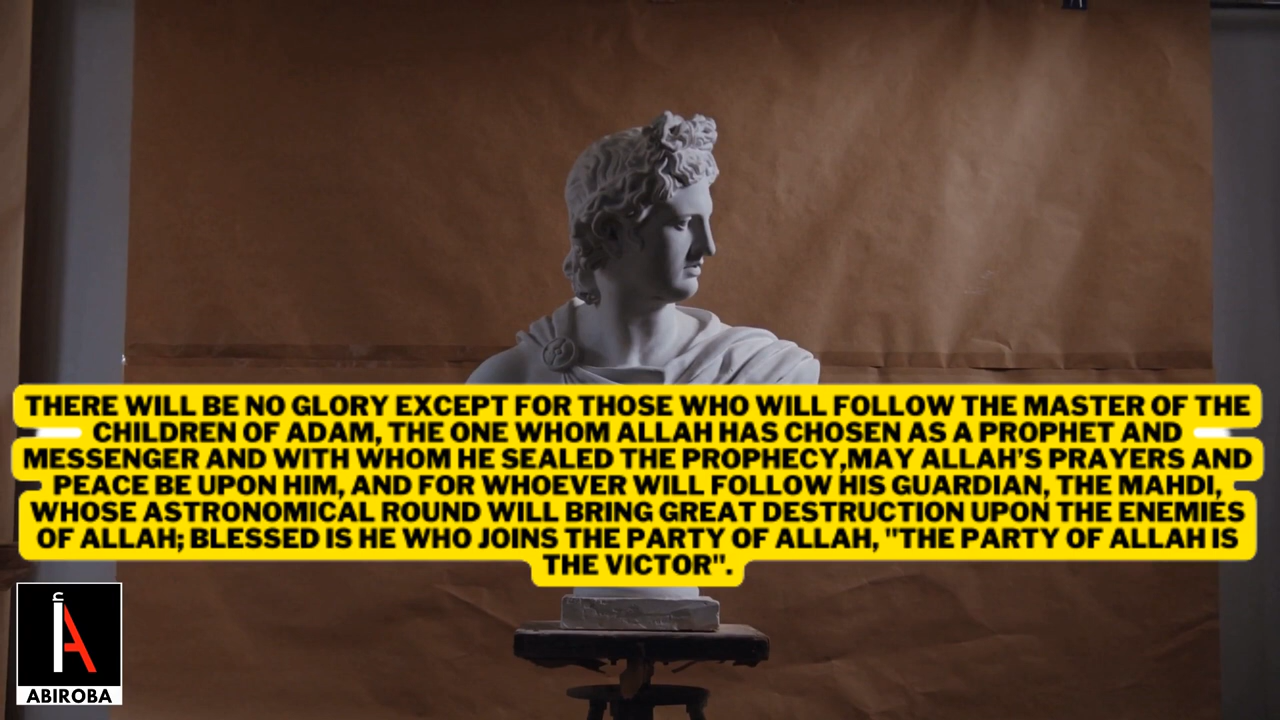 THERE WILL BE NO GLORY EXCEPT FOR THOSE WHO WILL FOLLOW THE MASTER OF THE
CHILDREN OF ADAM, THE ONE WHOM ALLAH HAS CHOSEN AS A PROPHET AND
MESSENGER AND WITH WHOM HE SEALED THE PROPHECY,MAY ALLAH'S PRAYERS AND
PEACE BE UPON HIM, AND FOR WHOEVER WILL FOLLOW HIS GUARDIAN, THE MAHDI,
WHOSE ASTRONOMICAL ROUND WILL BRING GREAT DESTRUCTION UPON THE ENEMIES
OF ALLAH; BLESSED IS HE WHO JOINS THE PARTY OF ALLAH, "THE PARTY OF ALLAH IS
THE VICTOR".
ABIROBA